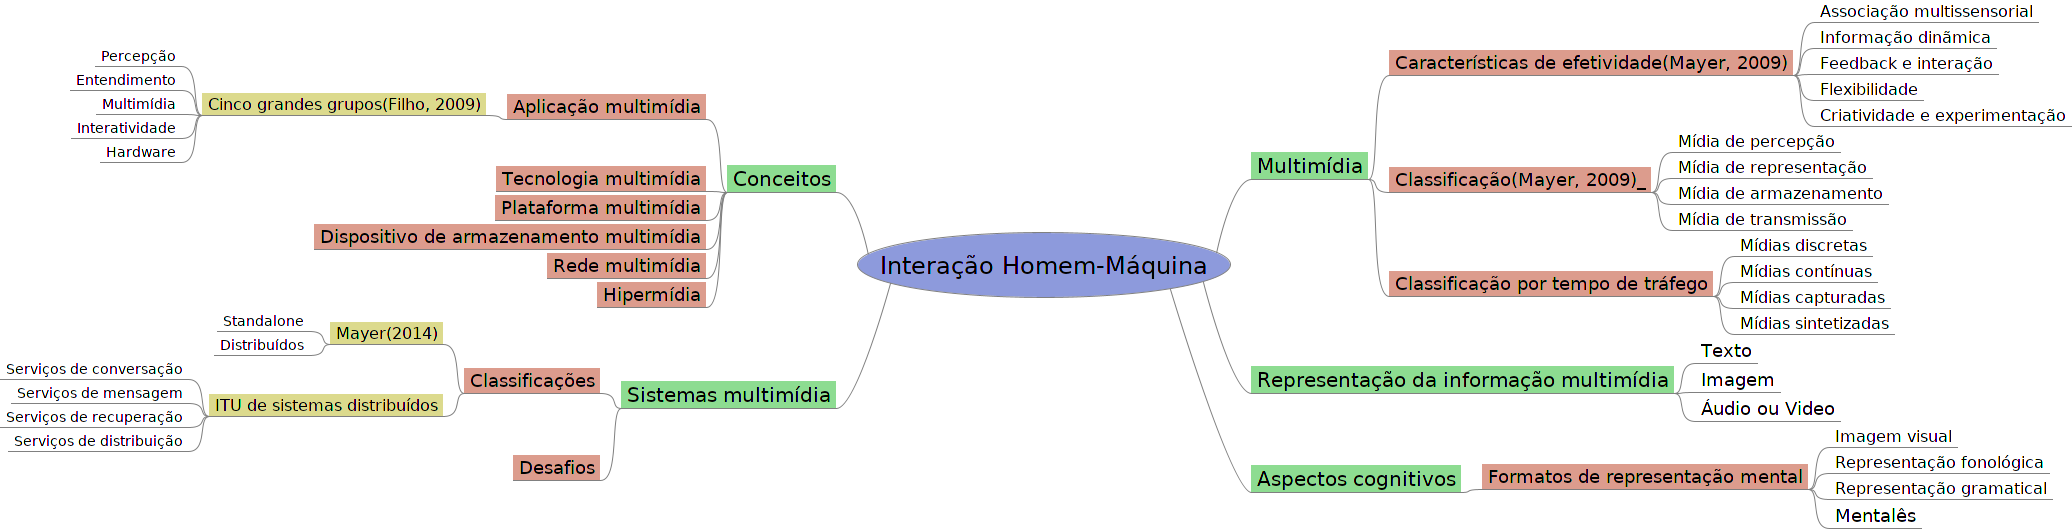 Interação Homem-Máquina
Conceitos
Aplicação multimídia
Cinco grandes grupos(Filho, 2009)
Percepção
Entendimento
Multimídia
Interatividade
Hardware
Tecnologia multimídia
Plataforma multimídia
Dispositivo de armazenamento multimídia
Rede multimídia
Hipermídia
Sistemas multimídia
Classificações
Mayer(2014)
Standalone
Distribuídos
ITU de sistemas distribuídos
Serviços de conversação
Serviços de mensagem
Serviços de recuperação
Serviços de distribuição
Desafios
Multimídia
Características de efetividade(Mayer, 2009)
Associação multissensorial
Informação dinãmica
Feedback e interação
Flexibilidade
Criatividade e experimentação
Classificação(Mayer, 2009)_
Mídia de percepção
Mídia de representação
Mídia de armazenamento
Mídia de transmissão
Classificação por tempo de tráfego
Mídias discretas
Mídias contínuas
Mídias capturadas
Mídias sintetizadas
Representação da informação multimídia
Texto
Imagem
Áudio ou Video
Aspectos cognitivos
Formatos de representação mental
Imagem visual
Representação fonológica
Representação gramatical
Mentalês